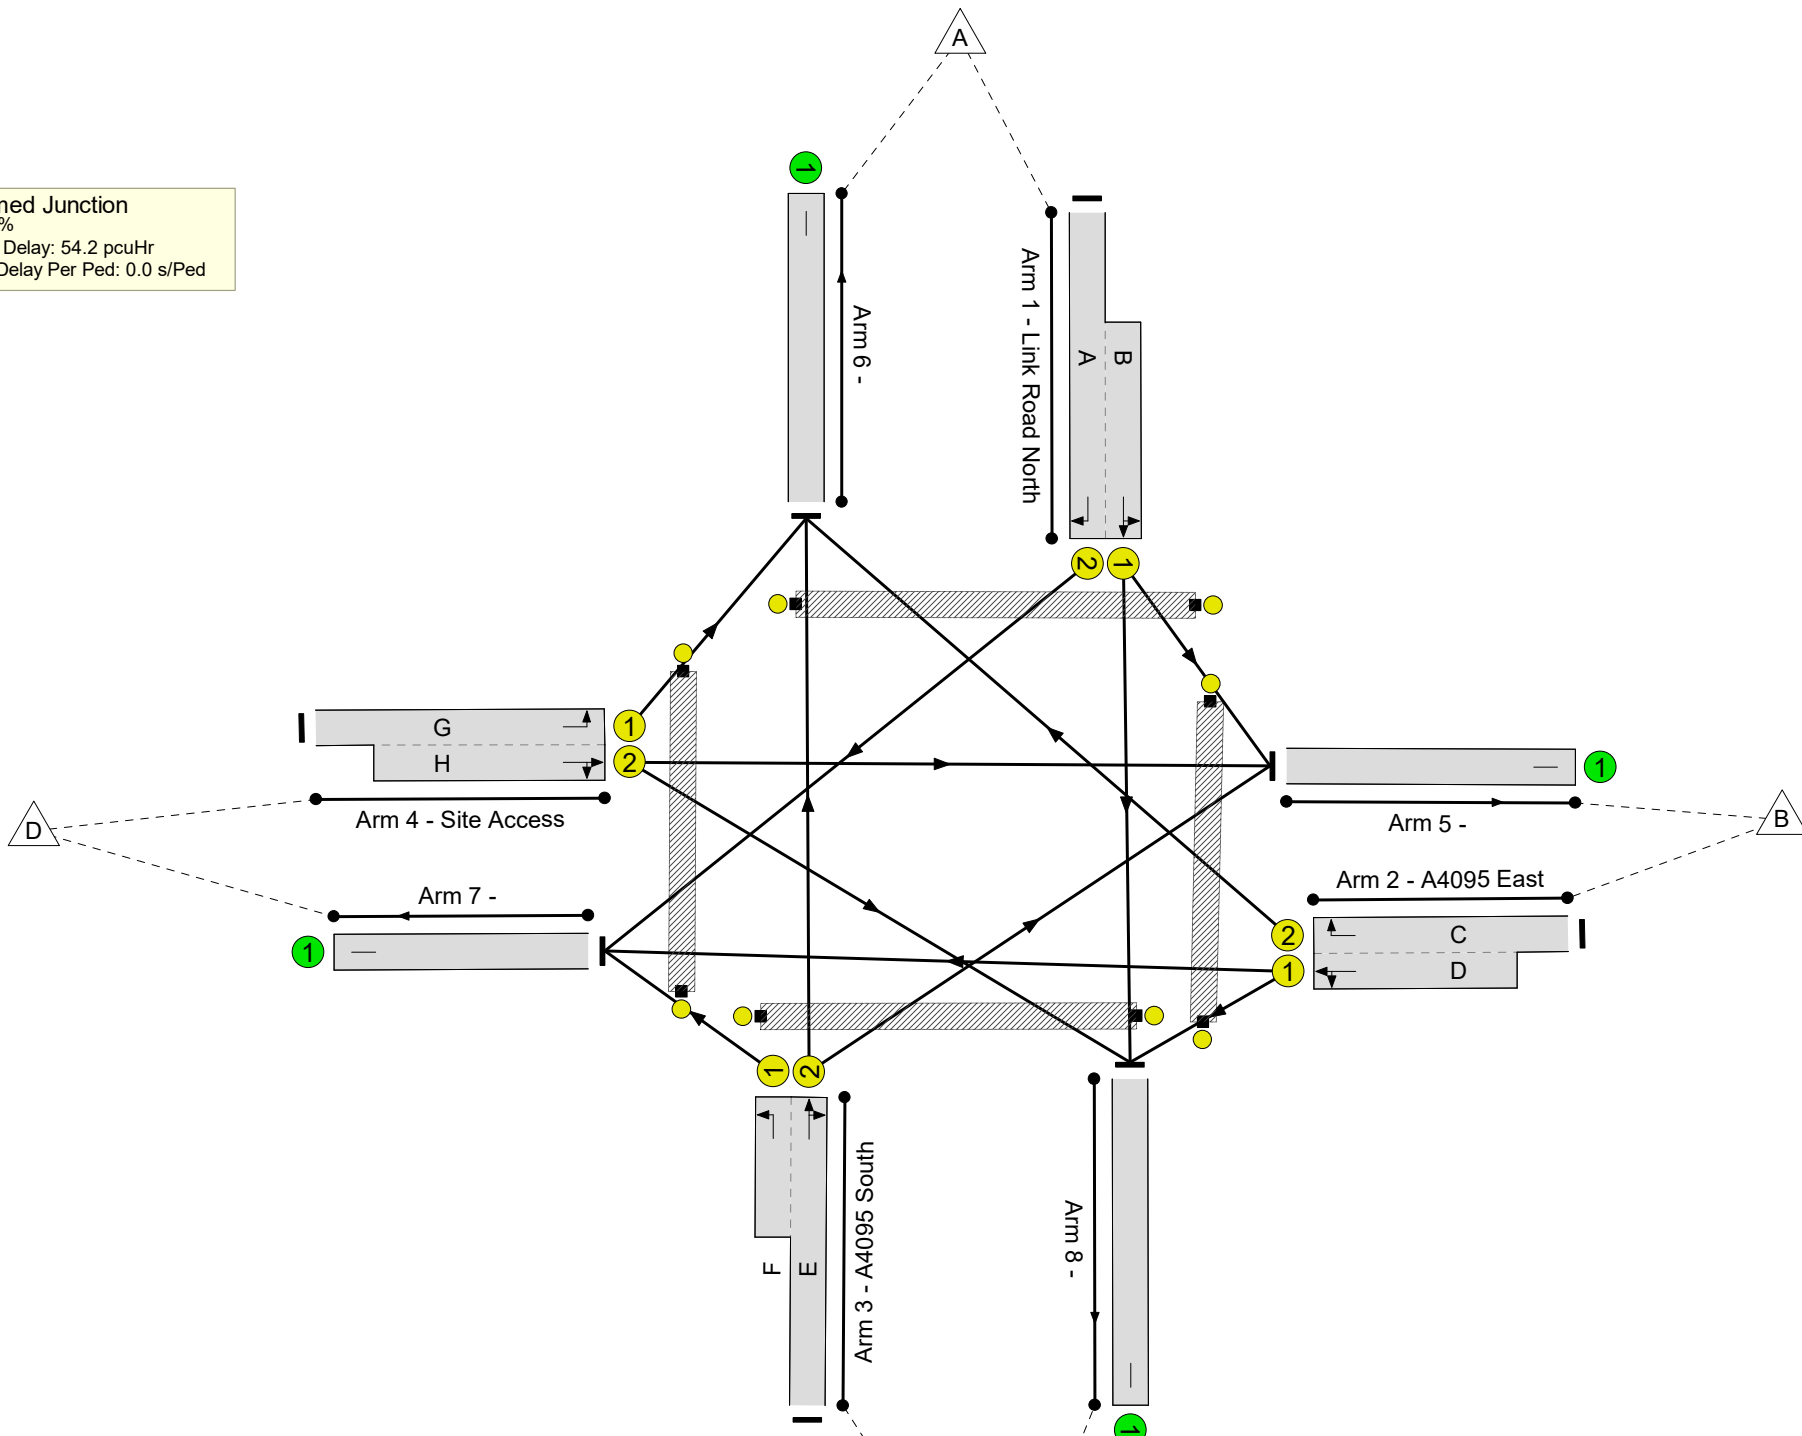 A
1
Arm 6 -
Arm 1 - Link Road North
A
B
2
1
Junction
%
Delay: 54.2 pcuHr
Delay Per Ped: 0.0 s/Ped
G
H
1
2
Arm 4 - Site Access
D
Arm 7 -
1
1
Arm 5 -
B
Arm 2 - A4095 East
2
1
C
D
1
2
F
E
Arm 3 - A4095 South
Arm 8 -
1